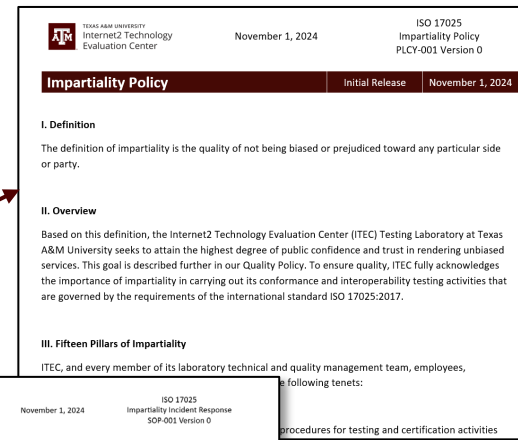 TEXAS A&M UNIVERSITY
Internet2 Technology
Evaluation Center
November 1, 2024
ISO 17025
Impartiality Policy
PLCY-001 Version 0
Impartiality Policy
Initial Release
November 1, 2024
I. Definition
The definition of impartiality is the quality of not being biased or prejudiced toward any particular side
or party.
II. Overview
Based on this definition, the Internet2 Technology Evaluation Center (ITEC) Testing Laboratory at Texas
A&M University seeks to attain the highest degree of public confidence and trust in rendering unbiased
services. This goal is described further in our Quality Policy. To ensure quality, ITEC fully acknowledges
the importance of impartiality in carrying out its conformance and interoperability testing activities that
are governed by the requirements of the international standard ISO 17025:2017.
III. Fifteen Pillars of Impartiality
ITEC, and every member of its laboratory technical and quality management team, employees,
following tenets:
procedures for testing and certification activities
November 1, 2024
ISO 17025
Impartiality Incident Response
SOP-001 Version 0